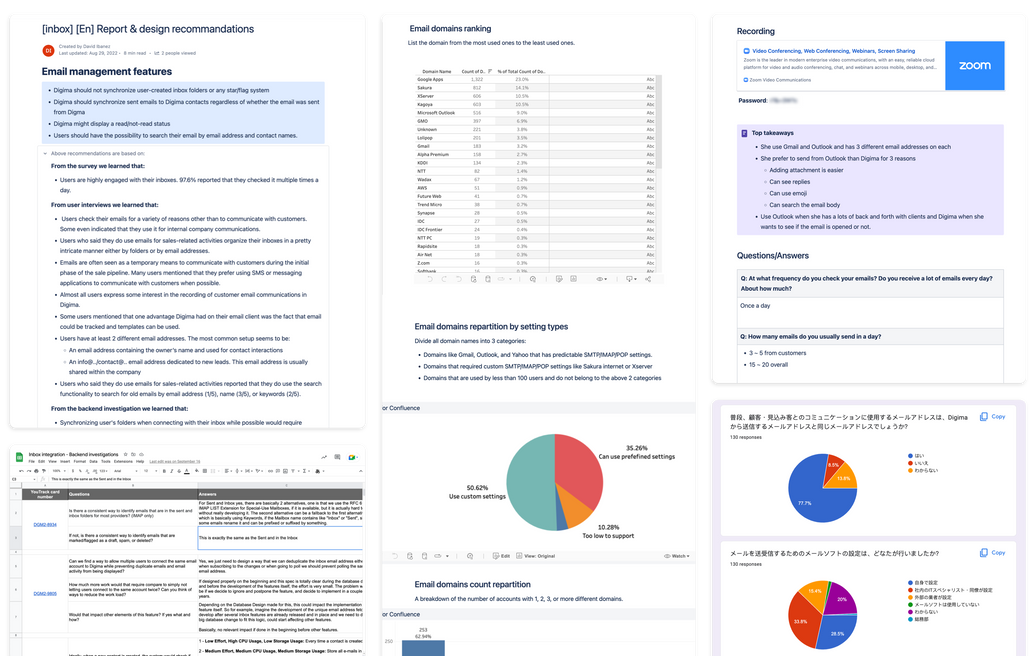 [inbox] [En] Report & design recommandations
DI
Created by David Ibanez
Last updated: Aug 29, 2022 • 8 min read • 3 people viewed
Email management features
• Digima should not synchronize user-created inbox folders or any star/flag system
• Digima should synchronize sent emails to Digima contacts regardless of whether the email was sent
from Digma
• Digima might display a read/not-read status
• Users should have the possibility to search their email by email address and contact names.
Above recommendations are based on:
From the survey we learned that:
• Users are highly engaged with their inboxes. 97.6% reported that they checked it multiple times a
day.
From user interviews we learned that:
• Users check their emails for a variety of reasons other than to communicate with customers.
Some even indicated that they use it for internal company communications.
• Users who said they do use emails for sales-related activities organize their inboxes in a pretty
intricate manner either by folders or by email addresses.
• Emails are often seen as a temporary means to communicate with customers during the initial
phase of the sale pipeline. Many users mentioned that they prefer using SMS or messaging
applications to communicate with customers when possible.
• Almost all users express some interest in the recording of customer email communications in
Digima.
• Some users mentioned that one advantage Digima had on their email client was the fact that email
could be tracked and templates can be used.
• Users have at least 2 different email addresses. The most common setup seems to be:
○ An email address containing the owner's name and used for contact interactions
○ An info@../contact@.. email address dedicated to new leads. This email address is usually
shared within the company
• Users who said they do use emails for sales-related activities reported that they do use the search
functionality to search for old emails by email address (1/5), name (3/5), or keywords (2/5).
From the backend investigation we learned that:
• Synchronizing user's folders when connecting with their inbox while possible would require
Inbox integration - Backend investigations
File Edit View Insert Format Data Tools Extensions Help Last edit was on September 16
This is exactly the same as the Sent and in the Inbox
YouTrack card
number
Questions
Answers
DGM2-8934
Is there a consistent way to identify emails that are in the sent and
inbox folders for most providers? (IMAP only)
For Sent and Inbox yes, there are basically 2 alternatives, one is that we use the RFC 6
IMAP LIST Extension for Special-Use Mailboxes, if it is available, but it is actually hard t
without really developing it. The second alternative can be a fallback to the first alternati
which is basically using Keywords, if the Mailbox name contains like "Inbox" or "Sent", s
some emails rename it and can be prefixed or suffixed by something.
If not, is there a consistent way to identify emails that are
marked/flagged as a draft, spam, or deleted?
This is exactly the same as the Sent and in the Inbox
Can we find a way to allow multiple users to connect the same email
account to Digima while preventing duplicate emails and email
activity from being displayed?
Yes, we just need to design a way that we can deduplicate the inbox email address eith
when subscribing to the changes or when going to poll we should prevent polling the sa
email address.
DGM2-9805
How much more work would that require compare to simply not
letting users connect to the same account twice? Can you think of
ways to reduce the work load?
If designed properly on the beginning and this spec is totally clear during the database d
and before the development of the features itself, the effort is very small. The problem w
be if we decide to ignore and postpone the feature, and decide to implement in a couple
years.
Would that impact other elements of this feature? If yes what and
how?
Depending on the Database Design made for this, this could impact the implementation
feature itself. So for example, imagine the development of the unique email address feat
develop after several inbox features are already released and in place and we need to d
big database change to fit this logic, could start affecting other features.
Basically, no relevant impact if done in the beginning before other features.
1 - Low Effort, High CPU Usage, Low Storage Usage: Every time a contact is created,
2 - Medium Effort, Medium CPU Usage, Medium Storage Usage: Store all e-mails in
Email domains ranking
List the domain from the most used ones to the least used ones.
Domain Name Count of D.. % of Total Count of Do..
Google Apps 1,322 23.0% Abc
Sakura 812 14.1% Abc
XServer 606 10.5% Abc
Kagoya 603 10.5% Abc
Microsoft Outlook 516 9.0% Abc
GMO 397 6.9% Abc
Unknown 221 3.8% Abc
Lolipop 201 3.5% Abc
Gmail 183 3.2% Abc
Alpha Premium 158 2.7% Abc
KDDI 134 2.3% Abc
NTT 82 1.4% Abc
Wadax 67 1.2% Abc
AWS 51 0.9% Abc
Future Web 41 0.7% Abc
Trend Micro 38 0.7% Abc
Synapse 28 0.5% Abc
IDC 27 0.5% Abc
IDC Frontier 24 0.4% Abc
NTT PC 19 0.3% Abc
Rapidsite 18 0.3% Abc
Air Net 18 0.3% Abc
Z.com 16 0.3% Abc
Softbank 16 0.3% Abc
Email domains repartition by setting types
Divide all domain names into 3 categories:
• Domains like Gmail, Outlook, and Yahoo that has predictable SMTP/IMAP/POP settings.
• Domains that required custom SMTP/IMAP/POP settings like Sakura internet or Xserver
• Domains that are used by less than 100 users and do not belong to the above 2 categories
or Confluence
35.26%
Can use prefefined settings
50.62%
Use custom settings
10.28%
Too low to support
Edit View: Original Watch
Email domains count repartition
A breakdown of the number of accounts with 1, 2, 3, or more different domains.
or Confluence
253
62.94%
250
Recording
Video Conferencing, Web Conferencing, Webinars, Screen Sharing
Zoom is the leader in modern enterprise video communications, with an easy, reliable cloud
platform for video and audio conferencing, chat, and webinars across mobile, desktop, and...
Zoom Video Communications
zoom
Password:
Top takeaways
• She use Gmail and Outlook and has 3 different email addresses on each
• She prefer to send from Outlook than Digima for 3 reasons
○ Adding attachment is easier
○ Can see replies
○ Can use emoji
○ Can search the email body
• Use Outlook when she has a lots of back and forth with clients and Digima when she
wants to see if the email is opened or not.
Questions/Answers
Q: At what frequency do you check your emails? Do you receive a lot of emails every day?
About how much?
Once a day
Q: How many emails do you usually send in a day?
• 3 ~ 5 from customers
• 15 ~ 20 overall
普段、顧客・見込み客とのコミュニケーションに使用するメールアドレスは、Digima
から送信するメールアドレスと同じメールアドレスでしょうか?
Copy
130 responses
はい
いいえ
わからない
8.5%
13.8%
77.7%
メールを送受信するためのメールソフトの設定は、どなたが行いましたか?
Copy
130 responses
自身で設定
社内のITスペシャリスト・同僚が設定
外部の業者が設定
メールソフトは使用していない
わからない
総務部
15.4%
20%
33.8%
28.5%